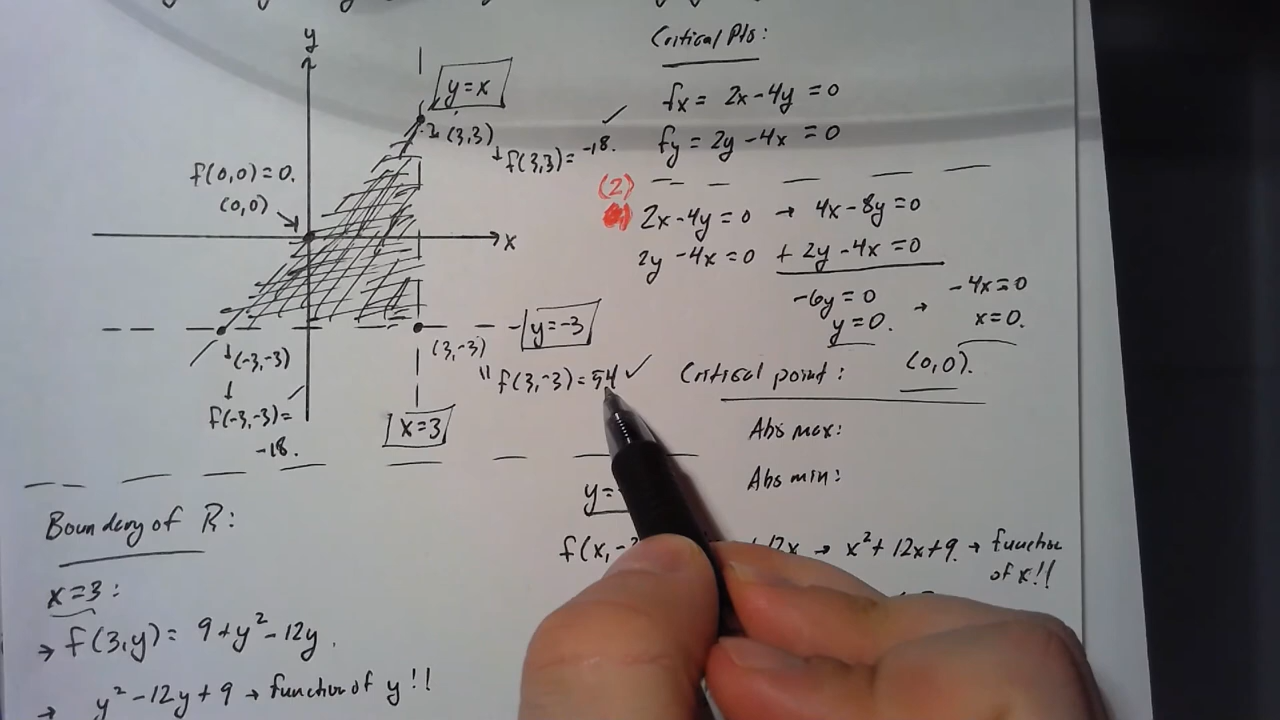 y
y = x
(3,3)
f(3,3) = -18.
f(0,0) = 0.
(0,0)
x
y = -3
(3,-3)
(-3,-3)
" f(3,-3) = 54 ✓
f(-3,-3) =
-18.
x = 3
Critical Pts:
fx = 2x - 4y = 0
fy = 2y - 4x = 0
(2)
2x - 4y = 0 → 4x - 8y = 0
2y - 4x = 0 + 2y - 4x = 0
-6y = 0 → -4x = 0
y = 0. x = 0.
Critical point: (0,0).
Abs max:
Abs min:
Boundary of R:
x = 3:
→ f(3,y) = 9 + y² - 12y.
→ y² - 12y + 9 → function of y!!
y =
f(x,- + 12x → x² + 12x + 9. → function
of x!!